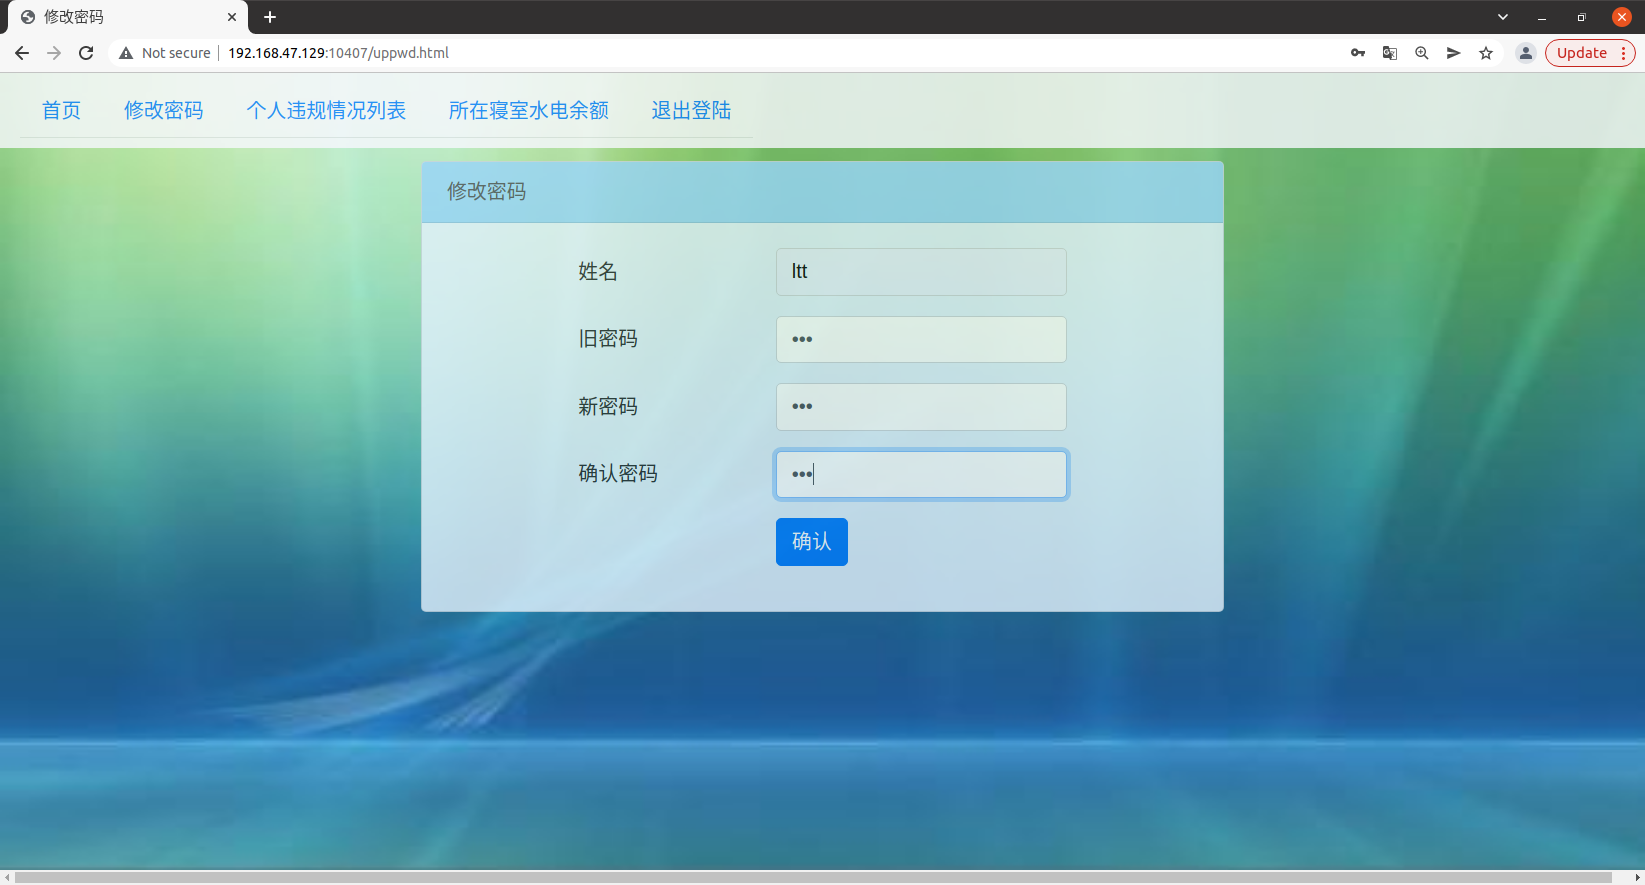 修改密码
Not secure 192.168.47.129:10407/uppwd.html Update
首页 修改密码 个人违规情况列表 所在寝室水电余额 退出登陆
修改密码
姓名 ltt
旧密码 •••
新密码 •••
确认密码 •••
确认